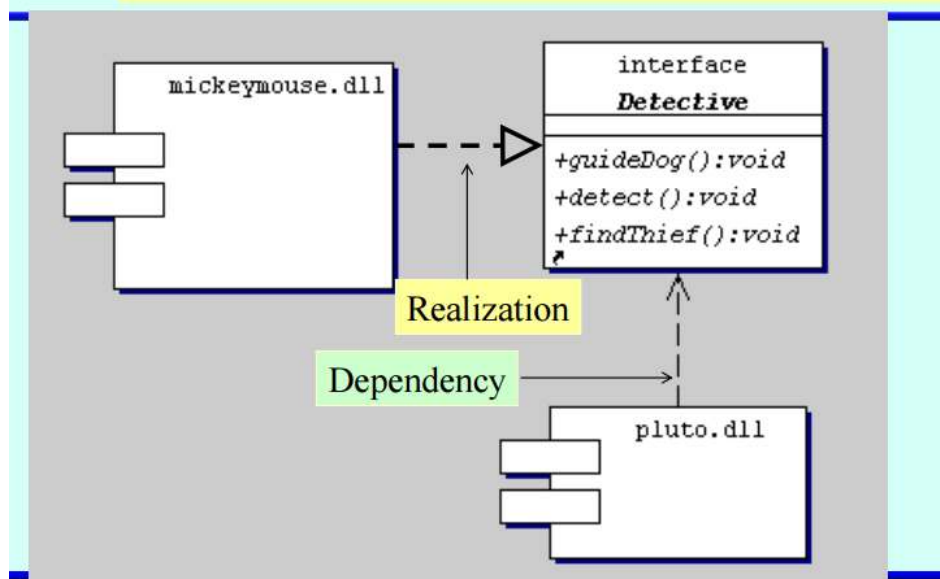 mickeymouse.dll
interface
Detective
+guideDog():void
+detect():void
+findThief():void
Realization
Dependency
pluto.dll